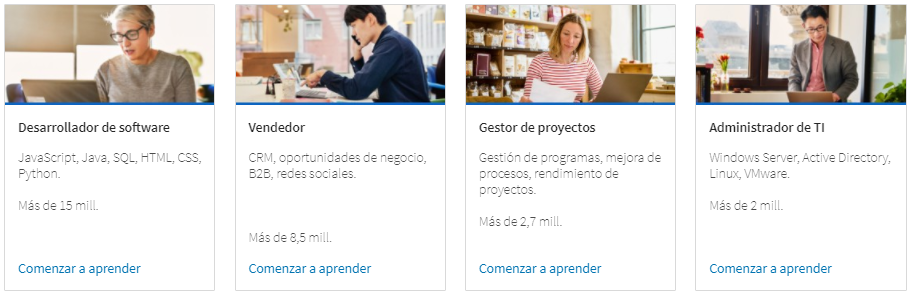 Desarrollador de software
JavaScript, Java, SQL, HTML, CSS,
Python.
Más de 15 mill.
Comenzar a aprender
Vendedor
CRM, oportunidades de negocio,
B2B, redes sociales.
Más de 8,5 mill.
Comenzar a aprender
Gestor de proyectos
Gestión de programas, mejora de
procesos, rendimiento de
proyectos.
Más de 2,7 mill.
Comenzar a aprender
Administrador de TI
Windows Server, Active Directory,
Linux, VMware.
Más de 2 mill.
Comenzar a aprender